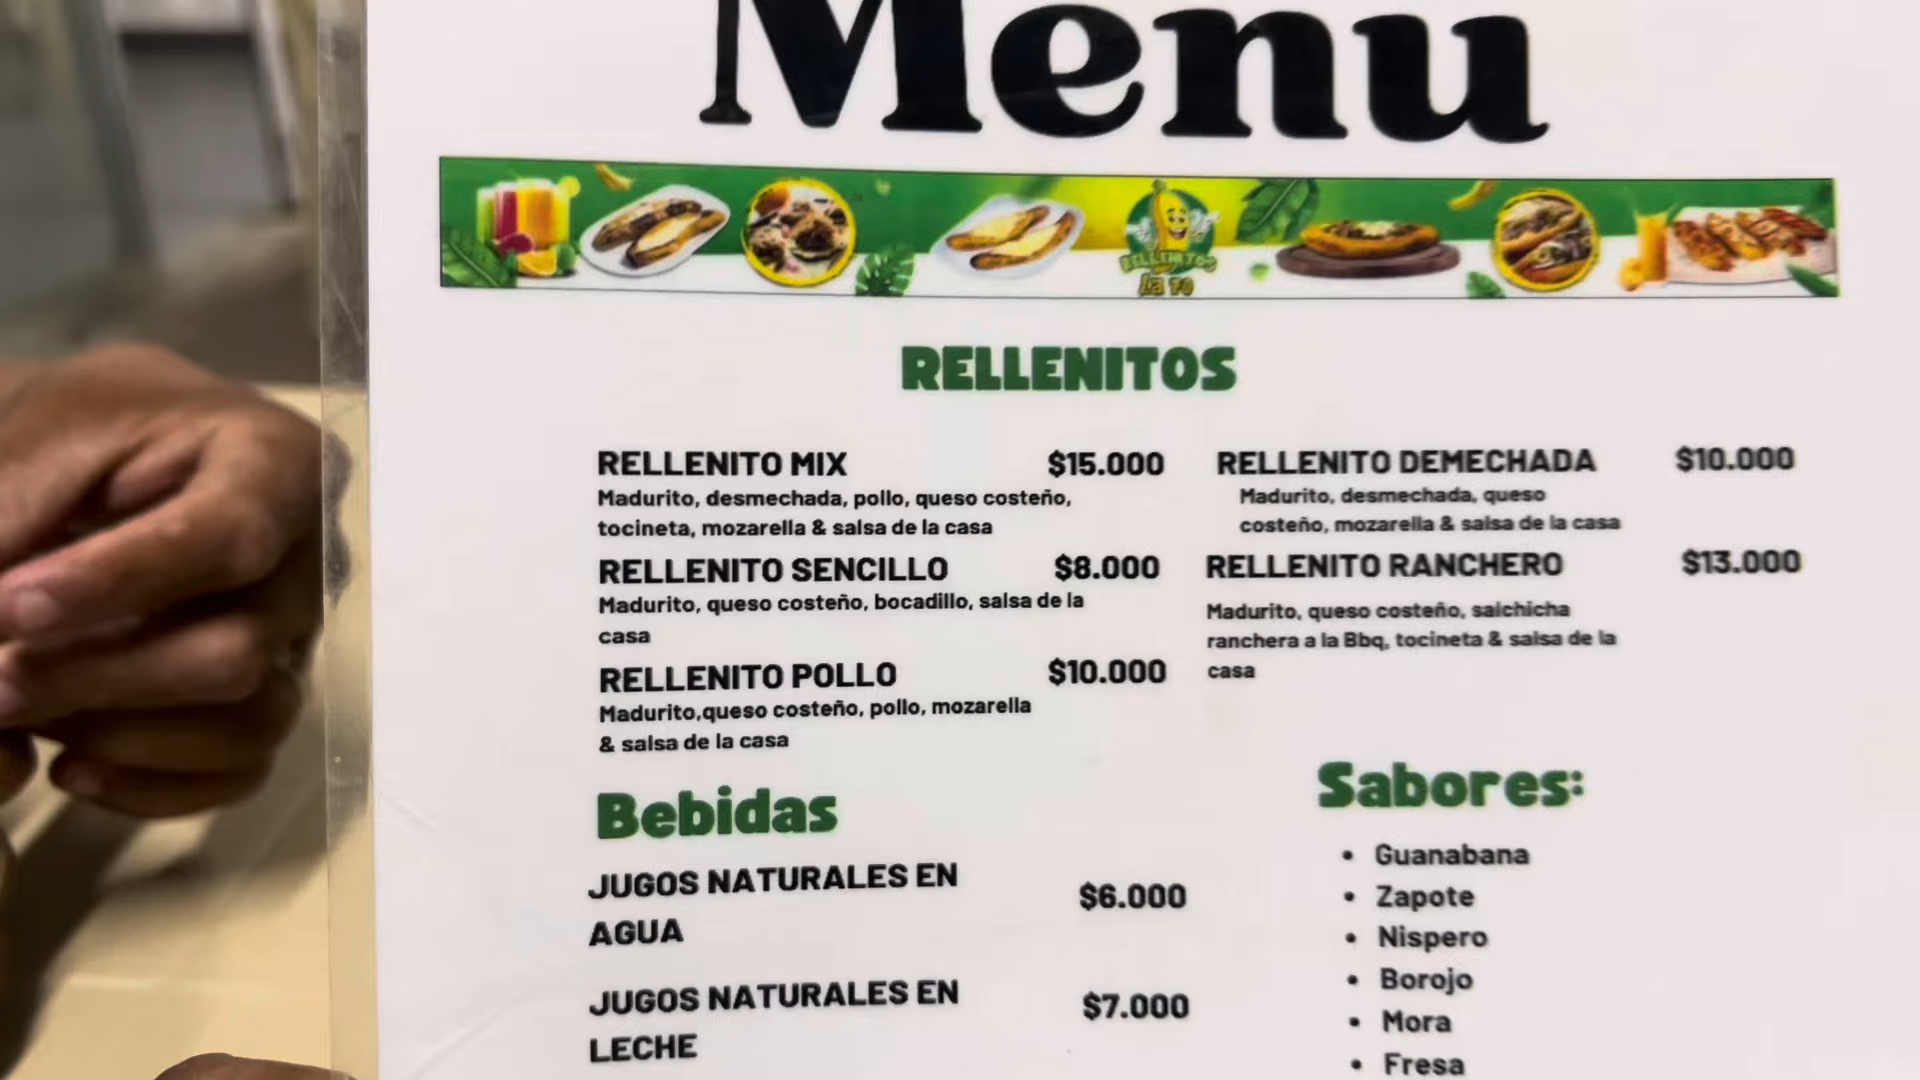 Menu
RELLENITOS
La 70
RELLENITOS
RELLENITO MIX $15.000
Madurito, desmechada, pollo, queso costeño,
tocineta, mozarella & salsa de la casa
RELLENITO SENCILLO $8.000
Madurito, queso costeño, bocadillo, salsa de la
casa
RELLENITO POLLO $10.000
Madurito,queso costeño, pollo, mozarella
& salsa de la casa
RELLENITO DEMECHADA $10.000
Madurito, desmechada, queso
costeño, mozarella & salsa de la casa
RELLENITO RANCHERO $13.000
Madurito, queso costeño, salchicha
ranchera a la Bbq, tocineta & salsa de la
casa
Bebidas
JUGOS NATURALES EN
AGUA $6.000
JUGOS NATURALES EN
LECHE $7.000
Sabores:
• Guanabana
• Zapote
• Nispero
• Borojo
• Mora
• Fresa